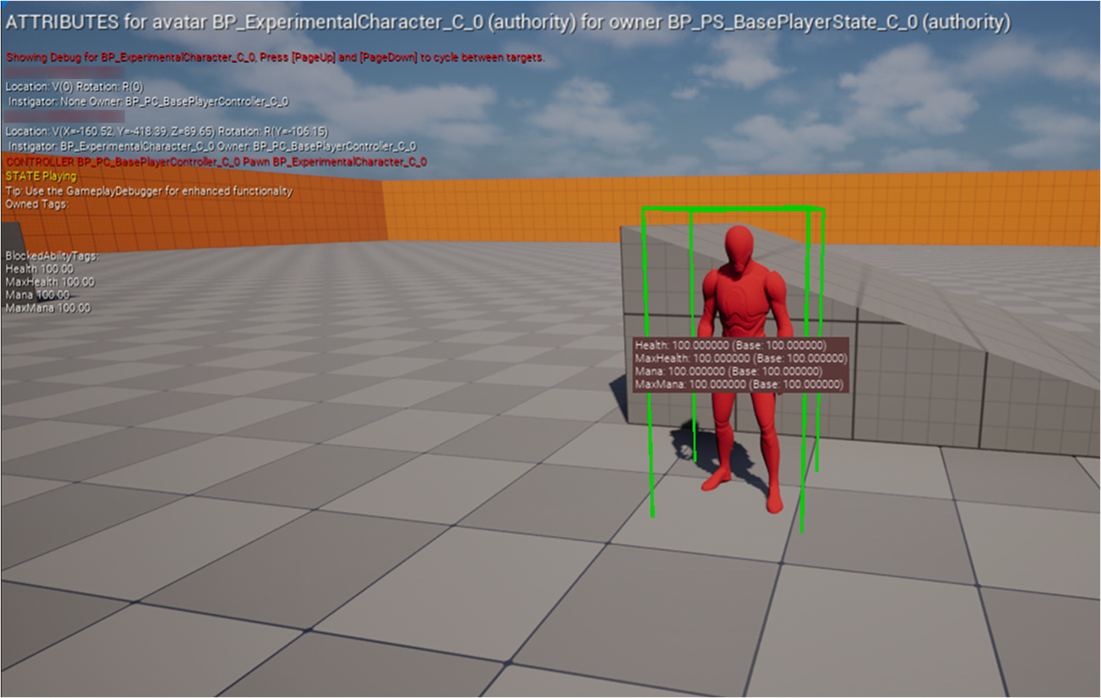 ATTRIBUTES for avatar BP_ExperimentalCharacter_C_0 (authority) for owner BP_PS_BasePlayerState_C_0 (authority)
Showing Debug for BP_ExperimentalCharacter_C_0, Press [PageUp] and [PageDown] to cycle between targets.
Location: V(0) Rotation: R(0)
Instigator: None Owner: BP_PC_BasePlayerController_C_0
Location: V(X=-160.52, Y=-418.39, Z=89.65) Rotation: R(Y=-106.15)
Instigator: BP_ExperimentalCharacter_C_0 Owner: BP_PC_BasePlayerController_C_0
CONTROLLER BP_PC_BasePlayerController_C_0 Pawn BP_ExperimentalCharacter_C_0
STATE Playing
Tip: Use the GameplayDebugger for enhanced functionality
Owned Tags:
BlockedAbilityTags:
Health 100.00
MaxHealth 100.00
Mana 100.00
MaxMana 100.00
Health: 100.000000 (Base: 100.000000)
MaxHealth: 100.000000 (Base: 100.000000)
Mana: 100.000000 (Base: 100.000000)
MaxMana: 100.000000 (Base: 100.000000)